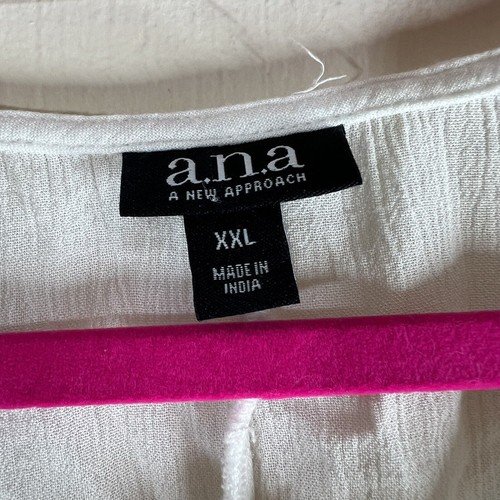 a.n.a
A NEW APPROACH
XXL
MADE IN
INDIA